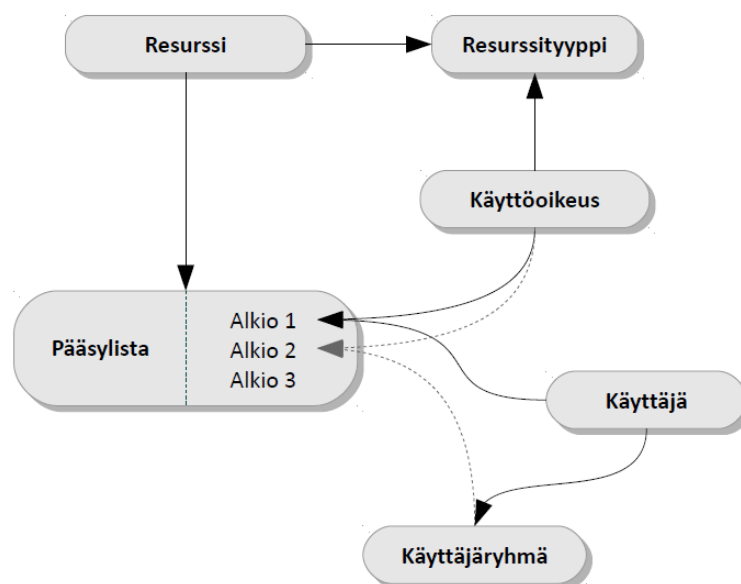 Resurssi
Resurssityyppi
Käyttöoikeus
Pääsylista
Alkio 1
Alkio 2
Alkio 3
Käyttäjä
Käyttäjäryhmä